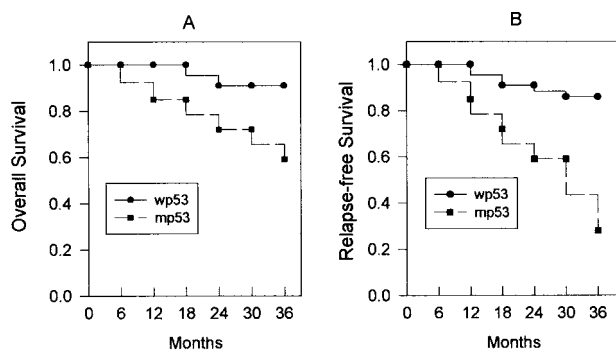 A
Overall Survival
1.0
0.8
0.6
0.4
0.2
0.0
wp53
mp53
0 6 12 18 24 30 36
Months
B
Relapse-free Survival
1.0
0.8
0.6
0.4
0.2
0.0
wp53
mp53
0 6 12 18 24 30 36
Months